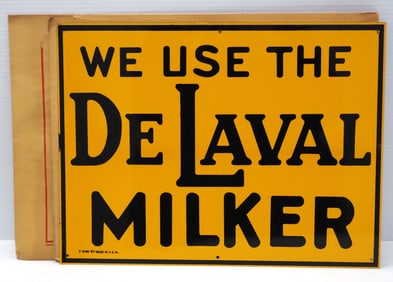 WE USE THE
DE LAVAL
MILKER